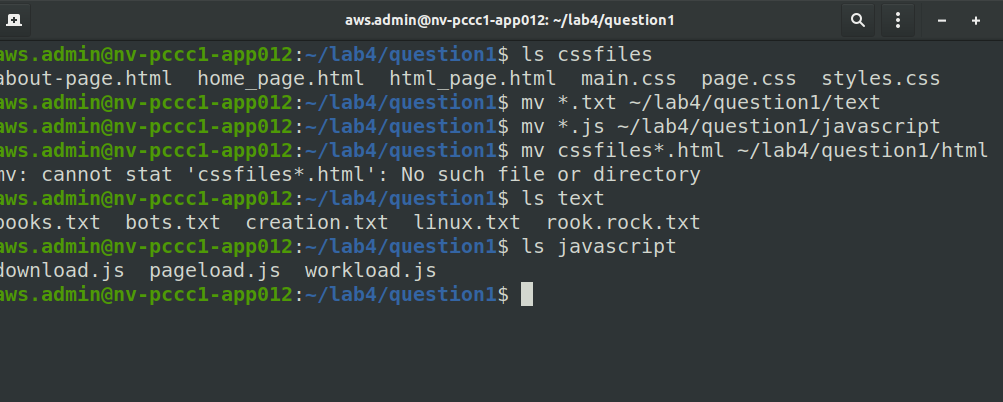 aws.admin@nv-pccc1-app012: ~/lab4/question1
aws.admin@nv-pccc1-app012:~/lab4/question1$ ls cssfiles
about-page.html  home_page.html  html_page.html  main.css  page.css  styles.css
aws.admin@nv-pccc1-app012:~/lab4/question1$ mv *.txt ~/lab4/question1/text
aws.admin@nv-pccc1-app012:~/lab4/question1$ mv *.js ~/lab4/question1/javascript
aws.admin@nv-pccc1-app012:~/lab4/question1$ mv cssfiles*.html ~/lab4/question1/html
mv: cannot stat 'cssfiles*.html': No such file or directory
aws.admin@nv-pccc1-app012:~/lab4/question1$ ls text
books.txt  bots.txt  creation.txt  linux.txt  rook.rock.txt
aws.admin@nv-pccc1-app012:~/lab4/question1$ ls javascript
download.js  pageload.js  workload.js
aws.admin@nv-pccc1-app012:~/lab4/question1$